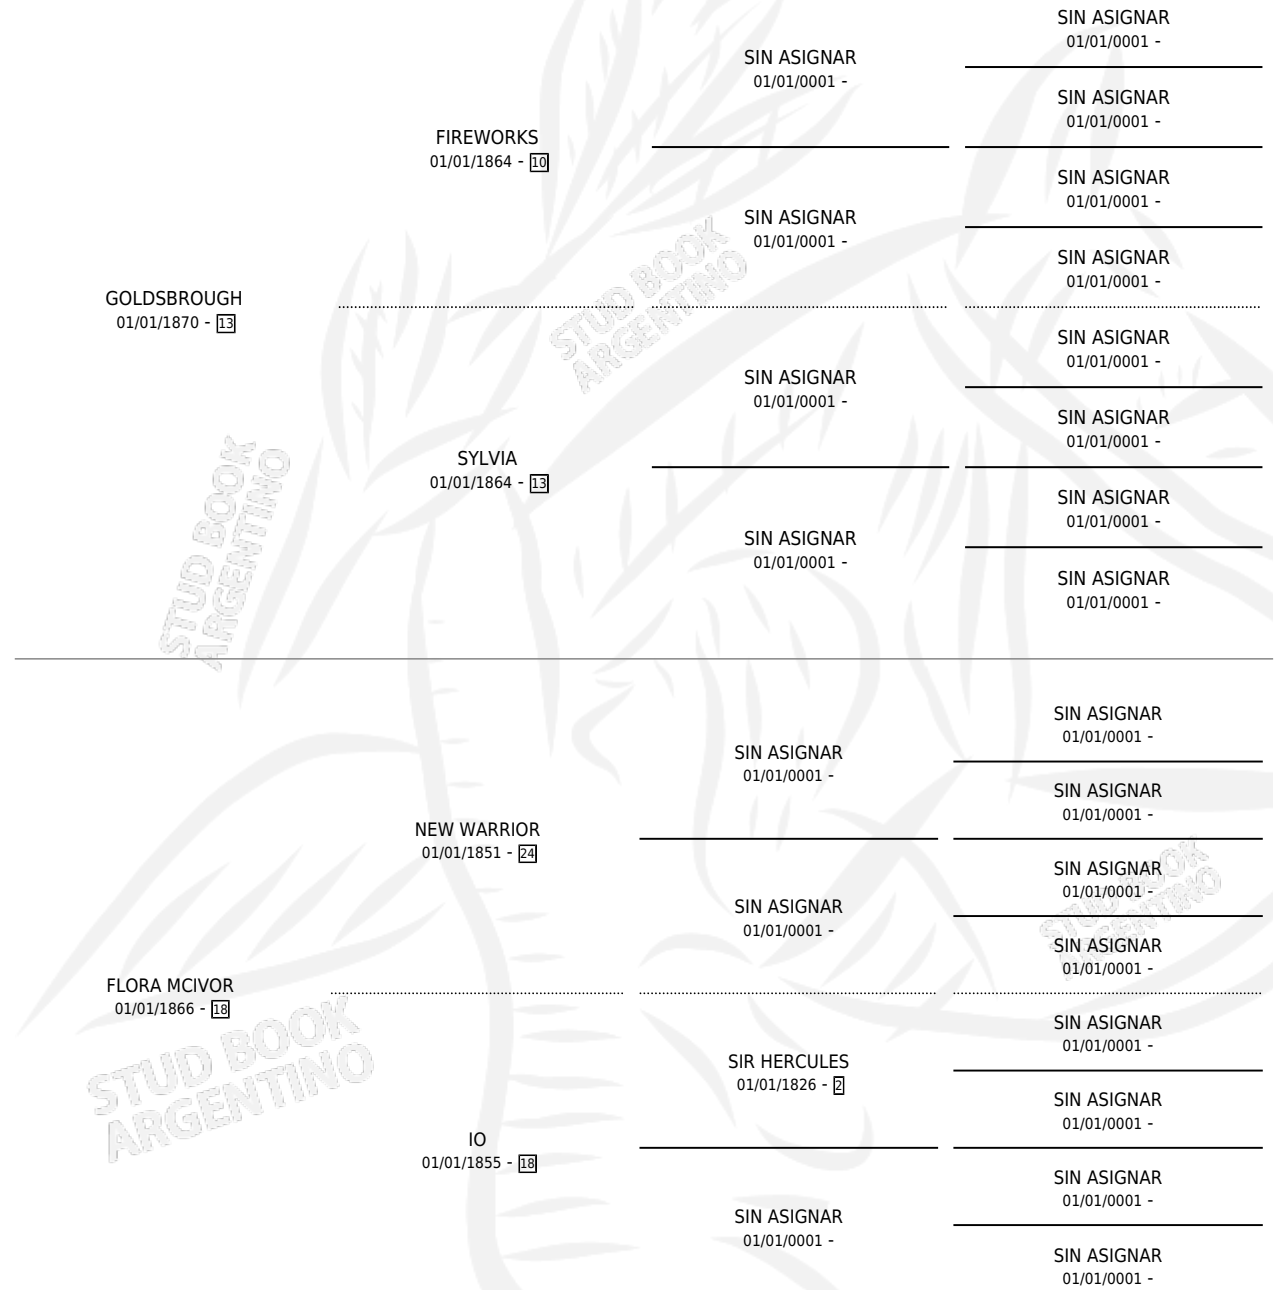 SIN ASIGNAR
01/01/0001 -
SIN ASIGNAR
01/01/0001 -
SIN ASIGNAR
01/01/0001 -
FIREWORKS
01/01/1864 - 10
SIN ASIGNAR
01/01/0001 -
SIN ASIGNAR
01/01/0001 -
SIN ASIGNAR
01/01/0001 -
GOLDSBROUGH
01/01/1870 - 13
STUD BOOK
ARGENTINO
SIN ASIGNAR
01/01/0001 -
SIN ASIGNAR
01/01/0001 -
SIN ASIGNAR
01/01/0001 -
SYLVIA
01/01/1864 - 13
SIN ASIGNAR
01/01/0001 -
SIN ASIGNAR
01/01/0001 -
SIN ASIGNAR
01/01/0001 -
SIN ASIGNAR
01/01/0001 -
STUD BOOK
ARGENTINO
SIN ASIGNAR
01/01/0001 -
SIN ASIGNAR
01/01/0001 -
SIN ASIGNAR
01/01/0001 -
NEW WARRIOR
01/01/1851 - 24
SIN ASIGNAR
01/01/0001 -
SIN ASIGNAR
01/01/0001 -
SIN ASIGNAR
01/01/0001 -
STUD BOOK
ARGENTINO
FLORA MCIVOR
01/01/1866 - 18
SIN ASIGNAR
01/01/0001 -
SIR HERCULES
01/01/1826 - 2
SIN ASIGNAR
01/01/0001 -
STUD BOOK
ARGENTINO
IO
01/01/1855 - 18
SIN ASIGNAR
01/01/0001 -
SIN ASIGNAR
01/01/0001 -
SIN ASIGNAR
01/01/0001 -